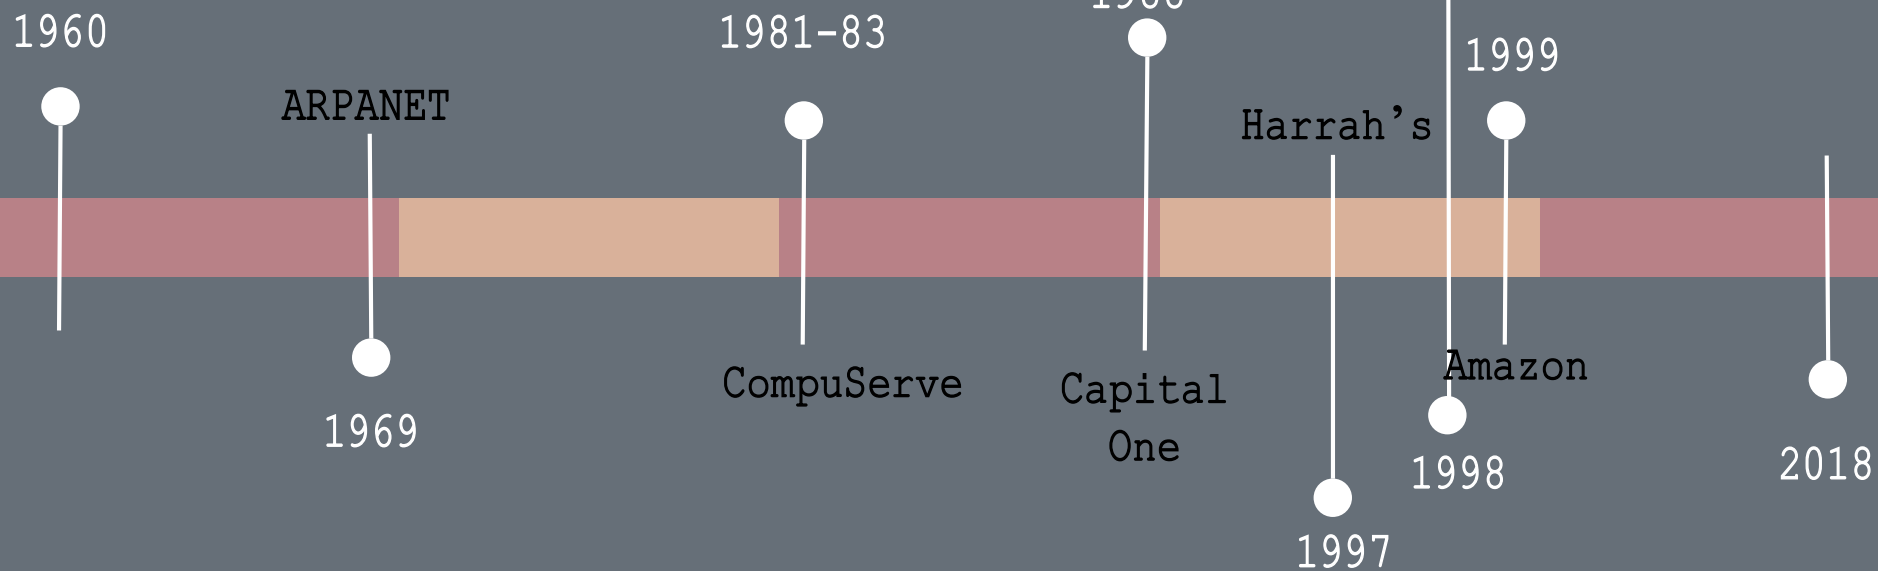 1960
1981-83
1999
ARPANET
Harrah's
Amazon
CompuServe
Capital
One
1969
1998
2018
1997